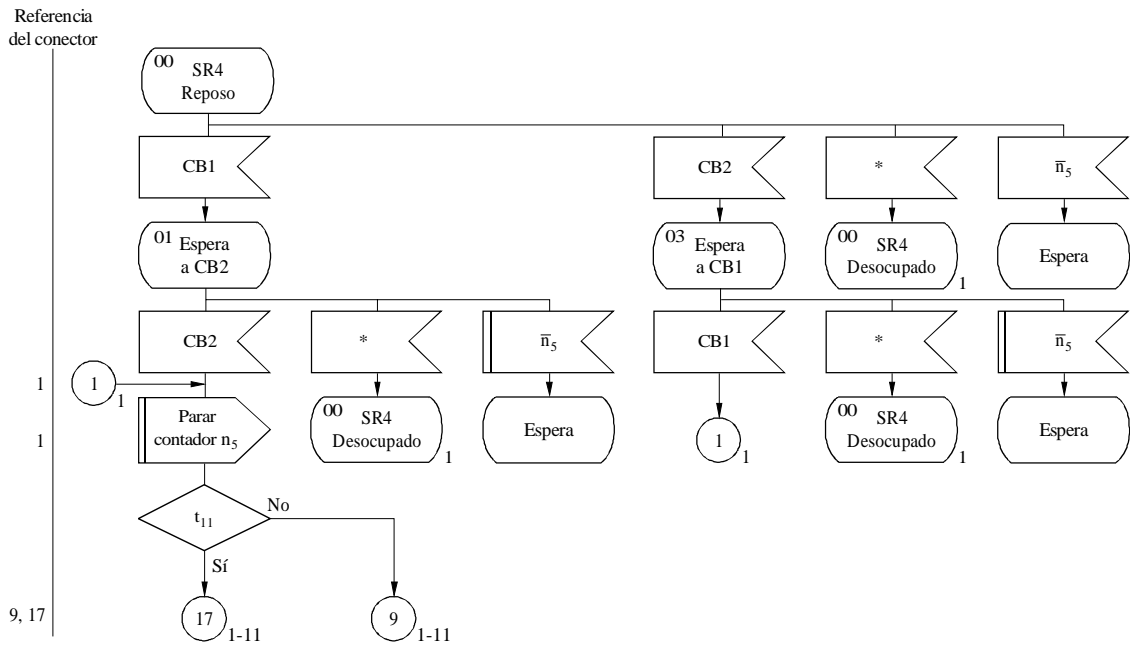 Referencia
del conector
00 SR4
Reposo
CB1
CB2
*
n̅5
01 Espera
a CB2
03 Espera
a CB1
00 SR4
Desocupado 1
Espera
CB2
*
n̅5
CB1
*
n̅5
1
1
1
1
Parar
contador n5
00 SR4
Desocupado 1
Espera
1
1
00 SR4
Desocupado 1
Espera
t11
No
Sí
9, 17
17
1-11
9
1-11